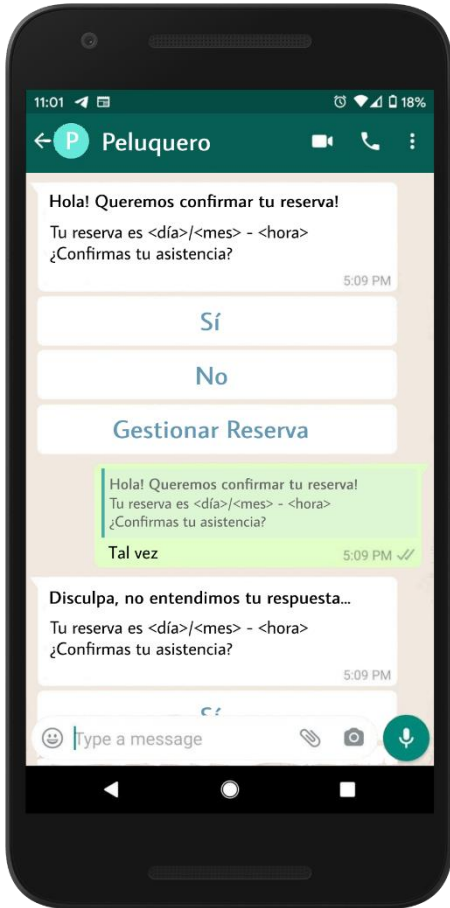 11:01
18%
P
Peluquero
Hola! Queremos confirmar tu reserva!
Tu reserva es <día>/<mes> - <hora>
¿Confirmas tu asistencia?
5:09 PM
Sí
No
Gestionar Reserva
Hola! Queremos confirmar tu reserva!
Tu reserva es <día>/<mes> - <hora>
¿Confirmas tu asistencia?
Tal vez
5:09 PM
Disculpa, no entendimos tu respuesta...
Tu reserva es <día>/<mes> - <hora>
¿Confirmas tu asistencia?
5:09 PM
Sí
Type a message